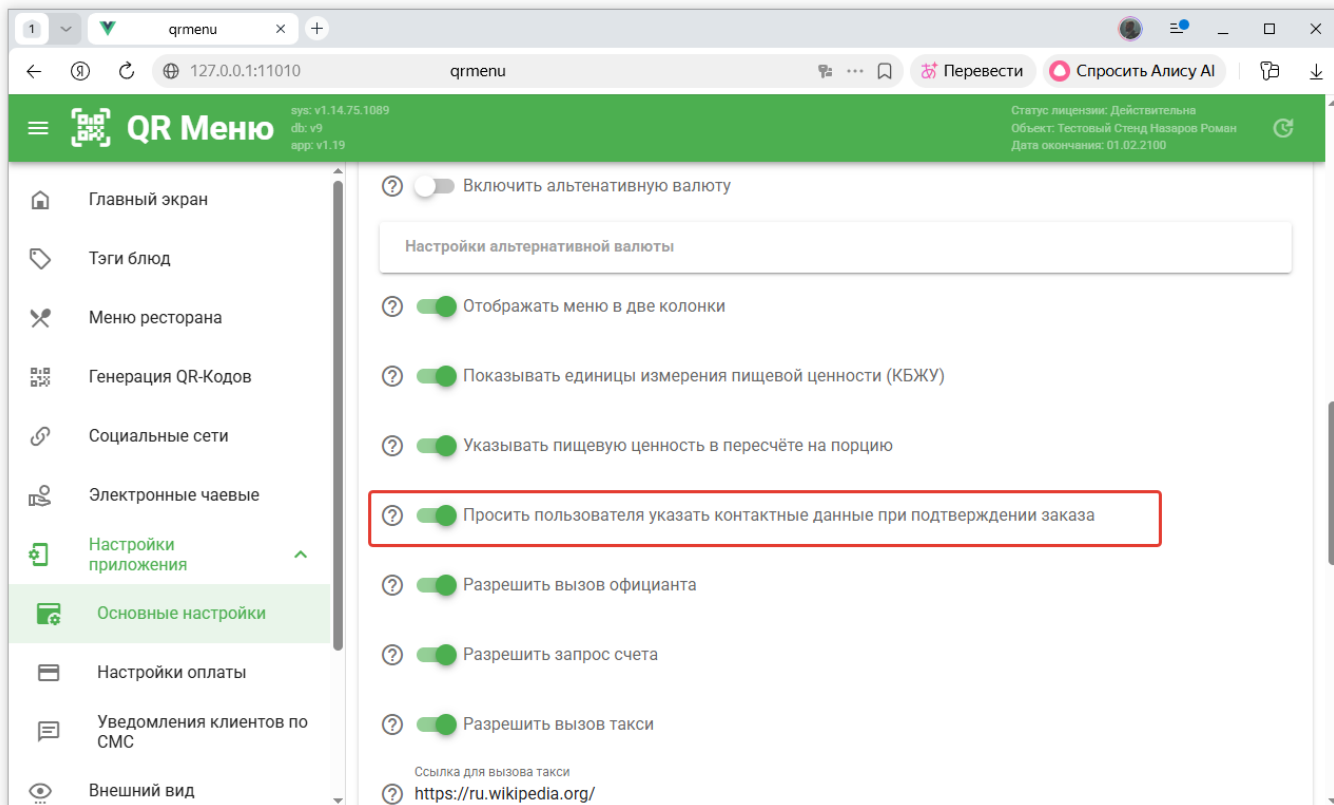 1
qrmenu
127.0.0.1:11010
qrmenu
Перевести
Спросить Алису AI
QR Меню
sys: v1.14.75.1089
db: v9
app: v1.19
Статус лицензии: Действительна
Объект: Тестовый Стенд Назаров Роман
Дата окончания: 01.02.2100
Главный экран
Тэги блюд
Меню ресторана
Генерация QR-Кодов
Социальные сети
Электронные чаевые
Настройки
приложения
Основные настройки
Настройки оплаты
Уведомления клиентов по
СМС
Внешний вид
Включить альтенативную валюту
Настройки альтернативной валюты
Отображать меню в две колонки
Показывать единицы измерения пищевой ценности (КБЖУ)
Указывать пищевую ценность в пересчёте на порцию
Просить пользователя указать контактные данные при подтверждении заказа
Разрешить вызов официанта
Разрешить запрос счета
Разрешить вызов такси
Ссылка для вызова такси
https://ru.wikipedia.org/